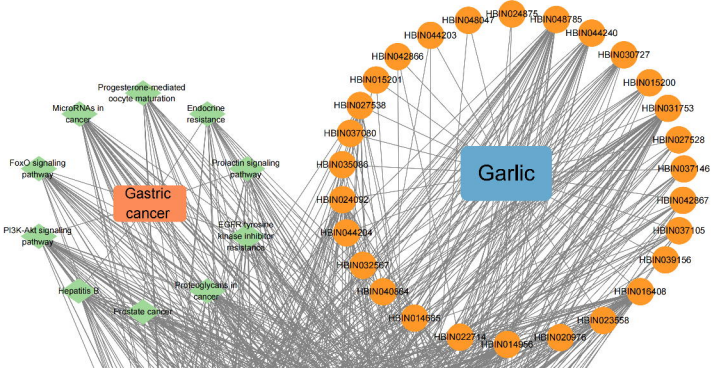 Progesterone-mediated
oocyte maturation
MicroRNAs in
cancer
Endocrine
resistance
FoxO signaling
pathway
Prolactin signaling
pathway
Gastric
cancer
PI3K-Akt signaling
pathway
EGFR tyrosine
kinase inhibitor
resistance
Hepatitis B
Proteoglycans in
cancer
Prostate cancer
Garlic
HBIN024875
HBIN048047
HBIN048785
HBIN044203
HBIN044240
HBIN042866
HBIN030727
HBIN015201
HBIN015200
HBIN027538
HBIN031753
HBIN037080
HBIN027528
HBIN035086
HBIN037146
HBIN024092
HBIN042867
HBIN044204
HBIN037105
HBIN032567
HBIN039156
HBIN040864
HBIN016408
HBIN014665
HBIN023558
HBIN022714
HBIN014956
HBIN020976